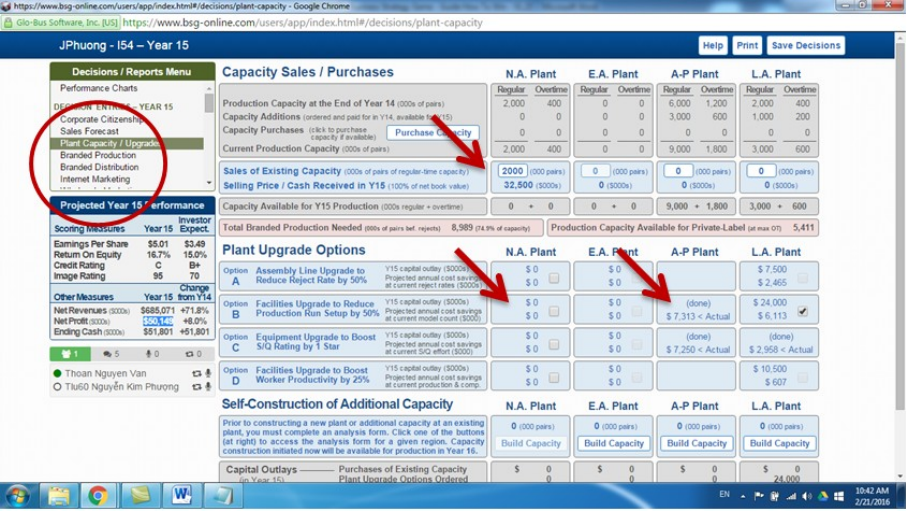 https://www.bsg-online.com/users/app/index.html#/decisions/plant-capacity - Google Chrome
Glo-Bus Software, Inc. [US] https://www.bsg-online.com/users/app/index.html#/decisions/plant-capacity
JPhuong - I54 – Year 15 Help Print Save Decisions
Decisions / Reports Menu
Performance Charts
DECISION ENTRIES – YEAR 15
Corporate Citizenship
Sales Forecast
Plant Capacity / Upgrades
Branded Production
Branded Distribution
Internet Marketing
Projected Year 15 Performance
Scoring Measures Year 15 Investor Expect.
Earnings Per Share $5.01 $3.49
Return On Equity 16.7% 15.0%
Credit Rating C B+
Image Rating 95 70
Other Measures Year 15 Change from Y14
Net Revenues ($000s) $685,071 +71.8%
Net Profit ($000s) $50,149 +8.0%
Ending Cash ($000s) $51,801 +51,801
1 5 0 0
Thoan Nguyen Van
Tlu60 Nguyễn Kim Phượng
Capacity Sales / Purchases N.A. Plant E.A. Plant A-P Plant L.A. Plant
Regular Overtime Regular Overtime Regular Overtime Regular Overtime
Production Capacity at the End of Year 14 (000s of pairs) 2,000 400 0 0 6,000 1,200 2,000 400
Capacity Additions (ordered and paid for in Y14, available for Y15) 0 0 0 0 3,000 600 1,000 200
Capacity Purchases (click to purchase capacity if available) Purchase Capacity 0 0 0 0 0 0 0 0
Current Production Capacity (000s of pairs) 2,000 400 0 0 9,000 1,800 3,000 600
Sales of Existing Capacity (000s of pairs of regular-time capacity) 2000 (000 pairs) 0 (000 pairs) 0 (000 pairs) 0 (000 pairs)
Selling Price / Cash Received in Y15 (100% of net book value) 32,500 ($000s) 0 ($000s) 0 ($000s) 0 ($000s)
Capacity Available for Y15 Production (000s regular + overtime) 0 + 0 0 + 0 9,000 + 1,800 3,000 + 600
Total Branded Production Needed (000s of pairs bef. rejects) 8,989 (74.9% of capacity) Production Capacity Available for Private-Label (at max OT) 5,411
Plant Upgrade Options N.A. Plant E.A. Plant A-P Plant L.A. Plant
Option A Assembly Line Upgrade to Reduce Reject Rate by 50% Y15 capital outlay ($000s) $ 0 $ 0 $ 7,500
Projected annual cost savings at current reject rates ($000s) $ 0 $ 0 $ 2,465
Option B Facilities Upgrade to Reduce Production Run Setup by 50% Y15 capital outlay ($000s) $ 0 $ 0 (done) $ 24,000
Projected annual cost savings at current model count ($000) $ 0 $ 0 $ 7,313 < Actual $ 6,113
Option C Equipment Upgrade to Boost S/Q Rating by 1 Star Y15 capital outlay ($000s) $ 0 $ 0 (done) (done)
Projected annual cost savings at current S/Q effort ($000) $ 0 $ 0 $ 7,250 < Actual $ 2,958 < Actual
Option D Facilities Upgrade to Boost Worker Productivity by 25% Y15 capital outlay ($000s) $ 0 $ 0 $ 10,500
Projected annual cost savings at current production & comp. $ 0 $ 0 $ 607
Self-Construction of Additional Capacity N.A. Plant E.A. Plant A-P Plant L.A. Plant
Prior to constructing a new plant or additional capacity at an existing 0 (000 pairs) 0 (000 pairs) 0 (000 pairs) 0 (000 pairs)
plant, you must complete an analysis form. Click one of the buttons
(at right) to access the analysis form for a given region. Capacity Build Capacity Build Capacity Build Capacity Build Capacity
construction initiated now will be available for production in Year 16.
Capital Outlays Purchases of Existing Capacity $ 0 $ 0 $ 0 $ 0
(in Year 15) Plant Upgrade Options Ordered 0 0 0 24,000
EN 10:42 AM
2/21/2016